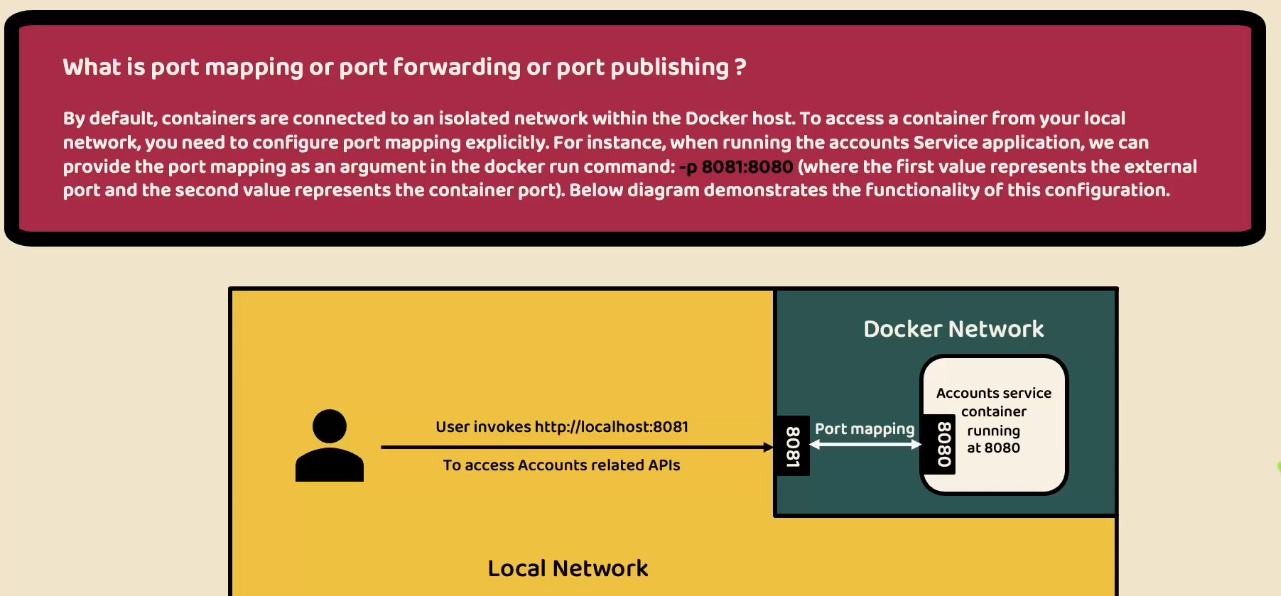 What is port mapping or port forwarding or port publishing ?
By default, containers are connected to an isolated network within the Docker host. To access a container from your local
network, you need to configure port mapping explicitly. For instance, when running the accounts Service application, we can
provide the port mapping as an argument in the docker run command: -p 8081:8080 (where the first value represents the external
port and the second value represents the container port). Below diagram demonstrates the functionality of this configuration.
Docker Network
Accounts service
container
running
at 8080
User invokes http://localhost:8081
To access Accounts related APIs
8081
Port mapping
8080
Local Network